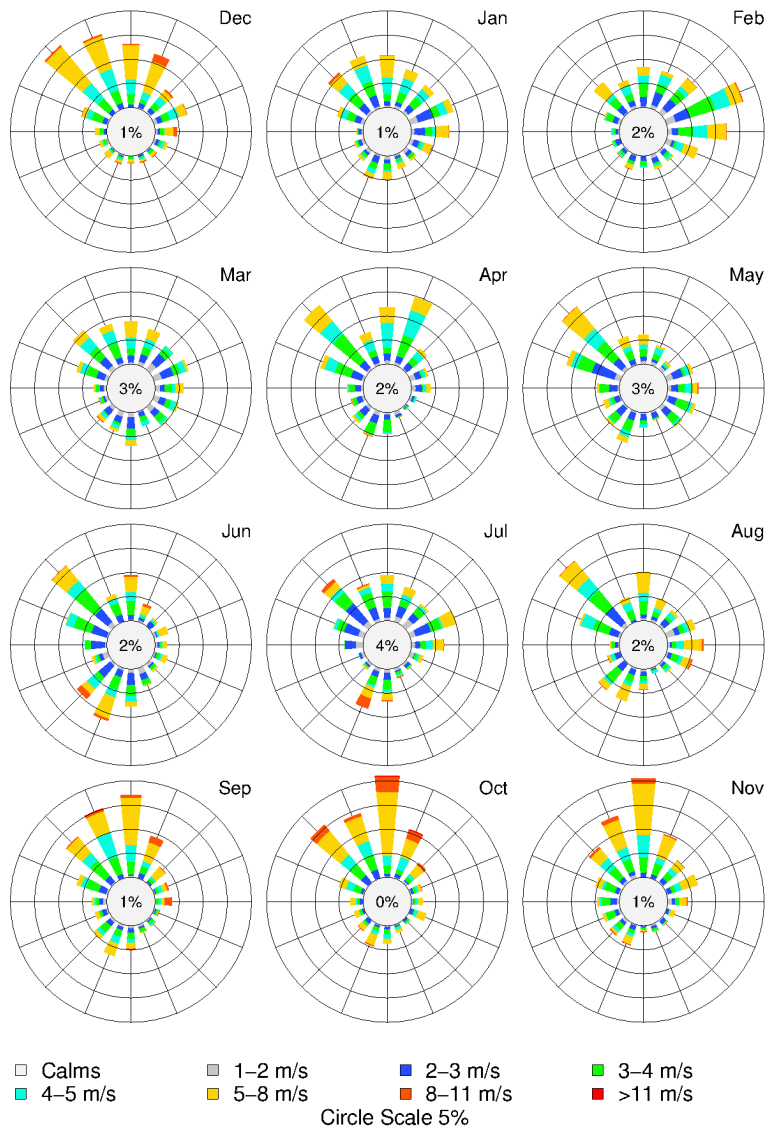 Dec Jan Feb
1% 1% 2%
Mar Apr May
3% 2% 3%
Jun Jul Aug
2% 4% 2%
Sep Oct Nov
1% 0% 1%
Calms 1–2 m/s 2–3 m/s 3–4 m/s
4–5 m/s 5–8 m/s 8–11 m/s >11 m/s
Circle Scale 5%